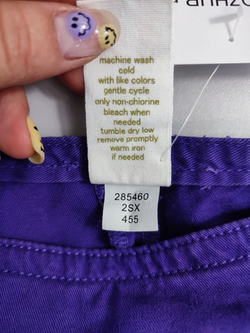 machine wash
cold
with like colors
gentle cycle
only non-chlorine
bleach when
needed
tumble dry low
remove promptly
warm iron
if needed
285460
2SX
455